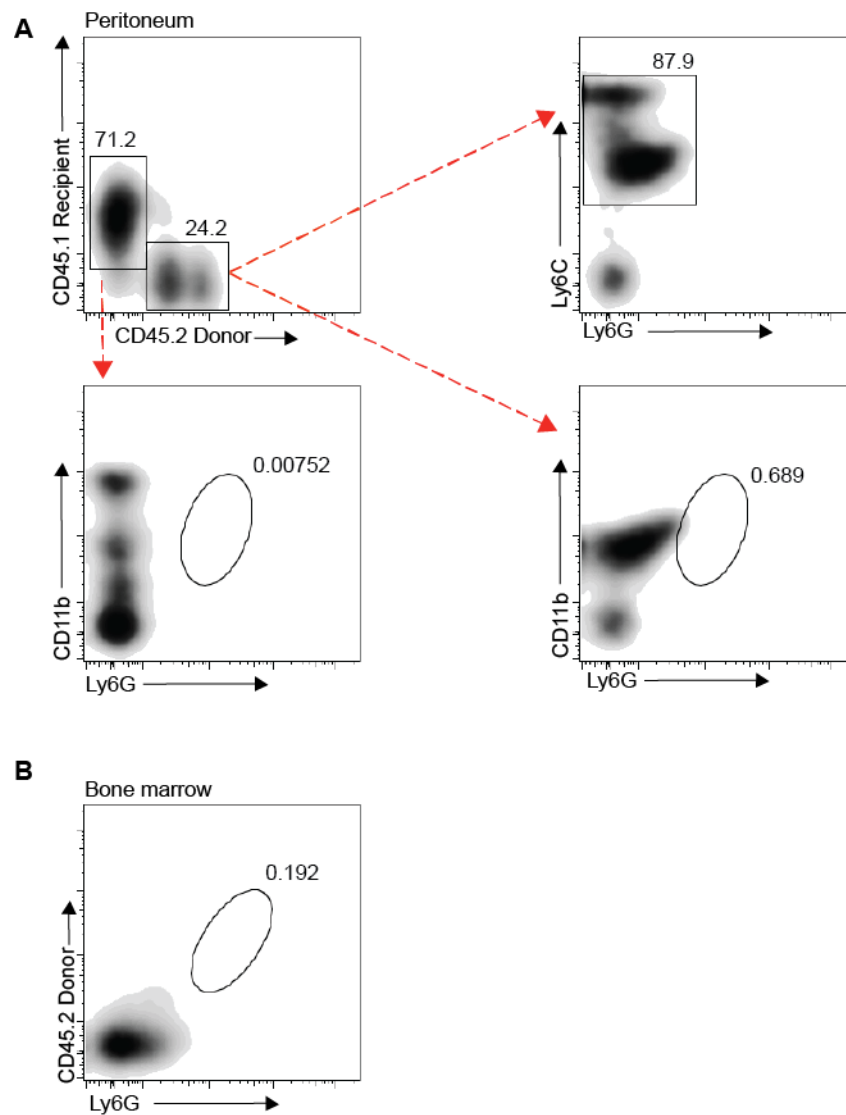 A
Peritoneum
CD45.1 Recipient
71.2
24.2
CD45.2 Donor
87.9
Ly6C
Ly6G
CD11b
0.00752
Ly6G
CD11b
0.689
Ly6G
B
Bone marrow
CD45.2 Donor
0.192
Ly6G